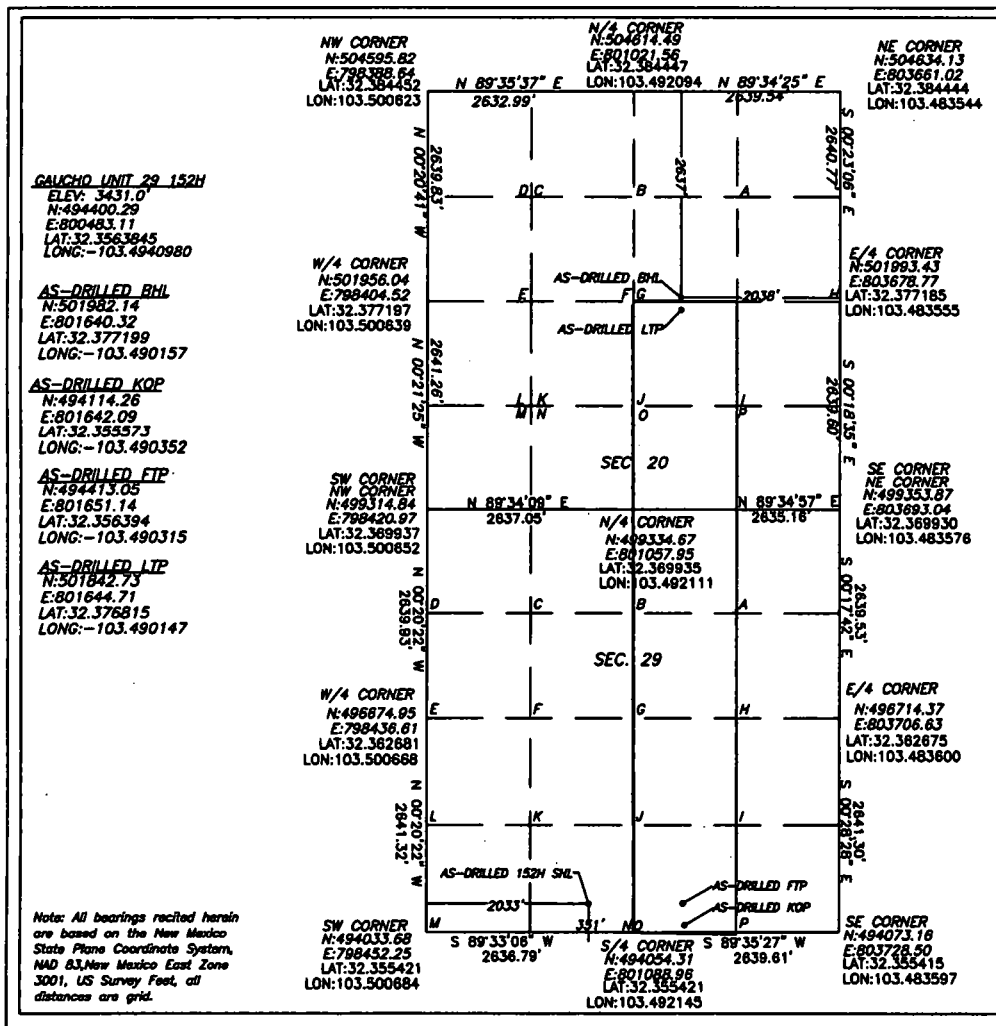 NW CORNER
N:504595.82
E:798388.64
LAT:32.384452
LON:103.500623
N/4 CORNER
N:504614.49
E:801021.56
LAT:32.384447
LON:103.492094
NE CORNER
N:504634.13
E:803661.02
LAT:32.384444
LON:103.483544
N 89°35'37" E
2632.99'
N 89°34'25" E
2639.54'
N 00°20'41" W
2639.83'
S 00°23'06" E
2640.77'
2637'
GAUCHO UNIT 29 152H
ELEV: 3431.0'
N:494400.29
E:800483.11
LAT:32.3563845
LONG:-103.4940980
D C
B
A
W/4 CORNER
N:501956.04
E:798404.52
LAT:32.377197
LON:103.500639
E/4 CORNER
N:501993.43
E:803678.77
LAT:32.377185
LON:103.483555
AS-DRILLED BHL
E
F G
2038'
H
AS-DRILLED LTP
AS-DRILLED BHL
N:501982.14
E:801640.32
LAT:32.377199
LONG:-103.490157
N 00°21'25" W
2641.26'
S 00°18'35" E
2639.60'
AS-DRILLED KOP
N:494114.26
E:801642.09
LAT:32.355573
LONG:-103.490352
L K
M N
J
O
I
P
SEC. 20
AS-DRILLED FTP
N:494413.05
E:801651.14
LAT:32.356394
LONG:-103.490315
SW CORNER
NW CORNER
N:499314.84
E:798420.97
LAT:32.369937
LON:103.500652
N 89°34'09" E
2637.05'
N 89°34'57" E
2635.16'
SE CORNER
NE CORNER
N:499353.87
E:803693.04
LAT:32.369930
LON:103.483576
N/4 CORNER
N:499334.67
E:801057.95
LAT:32.369935
LON:103.492111
AS-DRILLED LTP
N:501842.73
E:801644.71
LAT:32.376815
LONG:-103.490147
N 00°20'22" W
2639.93'
S 00°17'42" E
2639.53'
D
C
B
A
SEC. 29
W/4 CORNER
N:496674.95
E:798436.61
LAT:32.362681
LON:103.500668
E
F
G
H
E/4 CORNER
N:496714.37
E:803706.63
LAT:32.362675
LON:103.483600
N 00°20'22" W
2641.32'
S 00°28'28" E
2641.30'
L
K
J
I
AS-DRILLED 152H SHL
AS-DRILLED FTP
2033'
AS-DRILLED KOP
M
351'
NO
P
Note: All bearings recited herein
are based on the New Mexico
State Plane Coordinate System,
NAD 83,New Mexico East Zone
3001, US Survey Feet, all
distances are grid.
SW CORNER
N:494033.68
E:798452.25
LAT:32.355421
LON:103.500684
S 89°33'06" W
2636.79'
S/4 CORNER
N:494054.31
E:801088.96
LAT:32.355421
LON:103.492145
S 89°35'27" W
2639.61'
SE CORNER
N:494073.16
E:803728.50
LAT:32.355415
LON:103.483597